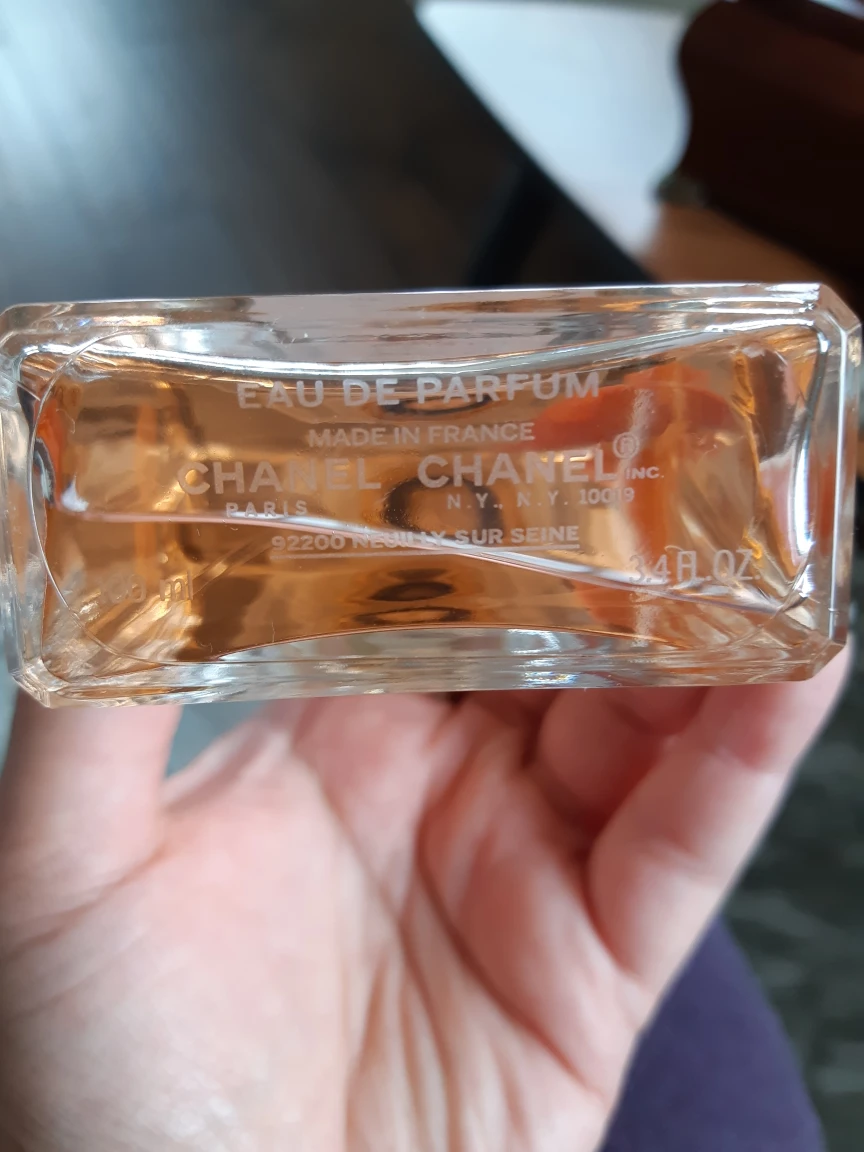 EAU DE PARFUM
MADE IN FRANCE
CHANEL CHANEL® INC.
PARIS N.Y., N.Y. 10019
92200 NEUILLY SUR SEINE
ml 3.4 FL.OZ.